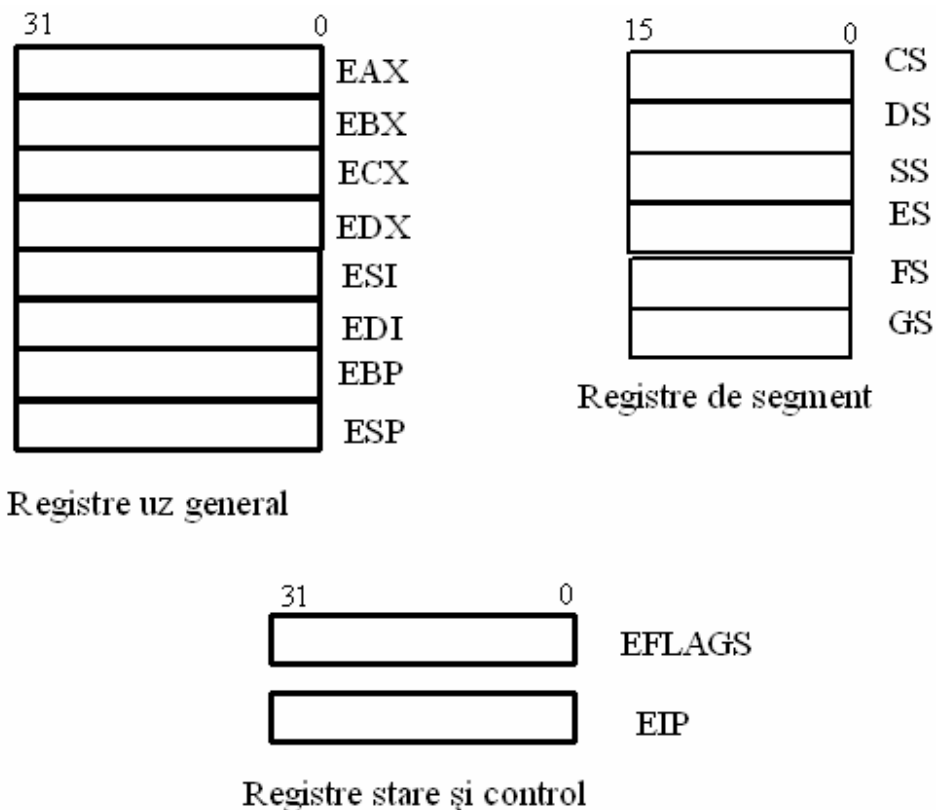 31 0
EAX
EBX
ECX
EDX
ESI
EDI
EBP
ESP
Registre uz general
15 0
CS
DS
SS
ES
FS
GS
Registre de segment
31 0
EFLAGS
EIP
Registre stare şi control